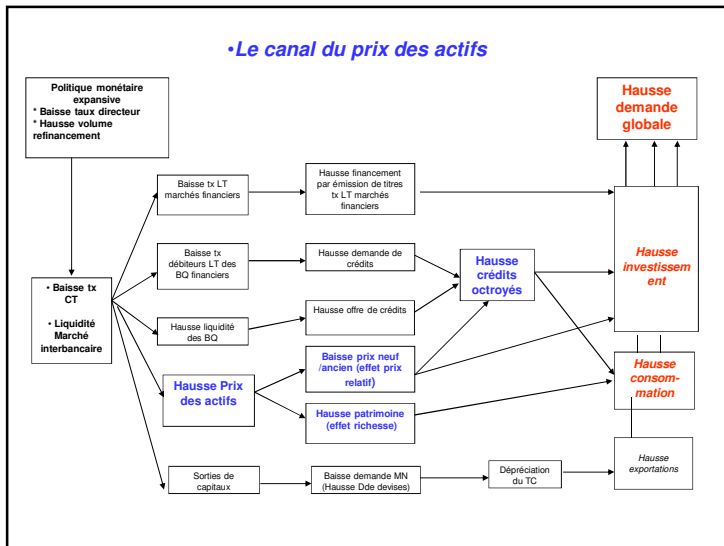 •Le canal du prix des actifs
Politique monétaire
expansive
* Baisse taux directeur
* Hausse volume
refinancement
Hausse
demande
globale
Baisse tx LT
marchés financiers
Hausse financement
par émission de titres
tx LT marchés
financiers
Baisse tx
débiteurs LT des
BQ financiers
Hausse demande de
crédits
Hausse
crédits
octroyés
Hausse
investissem
ent
• Baisse tx
CT
• Liquidité
Marché
interbancaire
Hausse liquidité
des BQ
Hausse offre de crédits
Hausse Prix
des actifs
Baisse prix neuf
/ancien (effet prix
relatif)
Hausse patrimoine
(effet richesse)
Hausse
consom-
mation
Sorties de
capitaux
Baisse demande MN
(Hausse Dde devises)
Dépréciation
du TC
Hausse
exportations